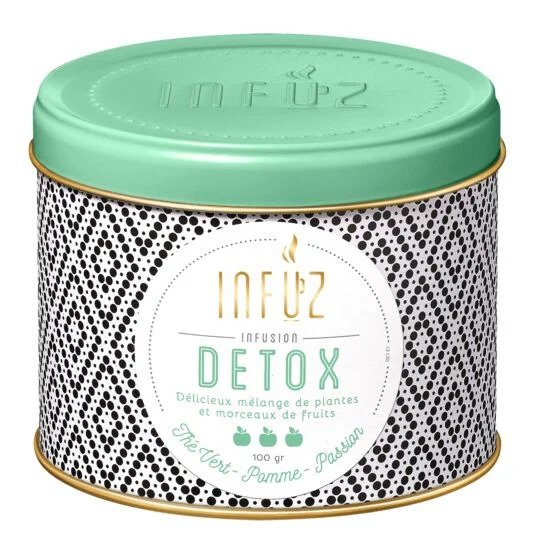 INFUZ
INFUZ
INFUSION
DETOX
Délicieux mélange de plantes
et morceaux de fruits
100 gr
Thé Vert - Pomme - Passion